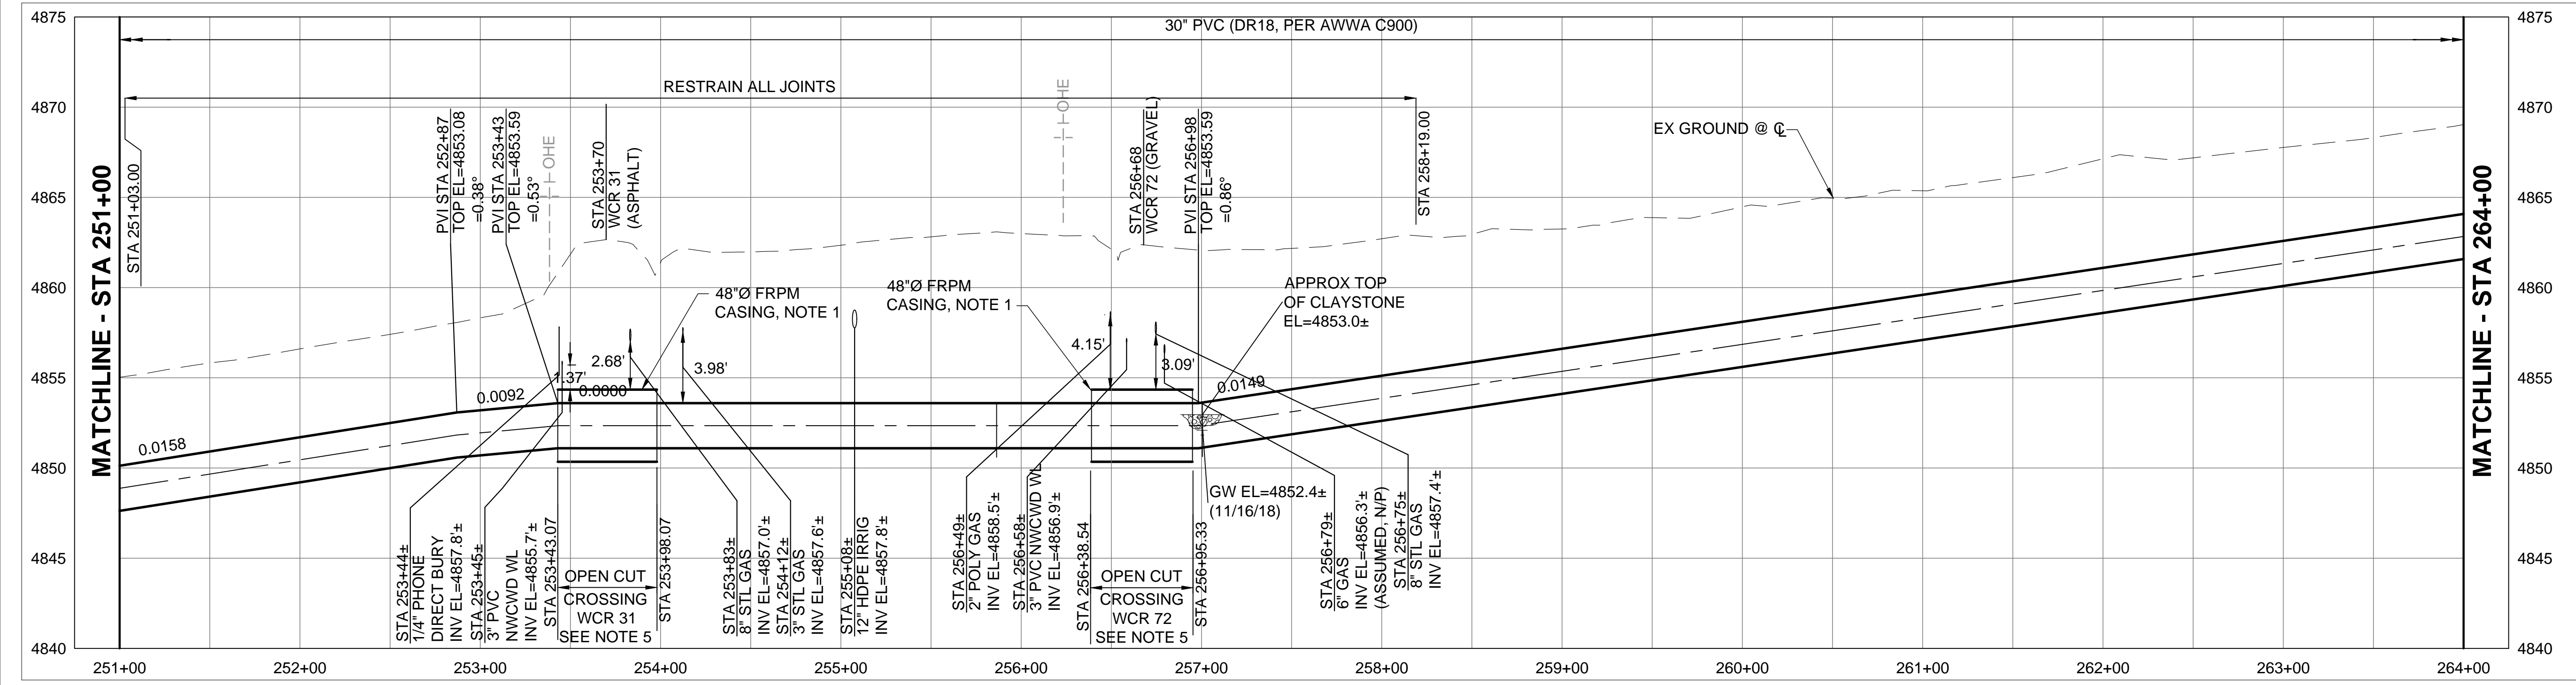 4875
4870
4865
4860
4855
4850
4845
4840
4875
4870
4865
4860
4855
4850
4845
4840
30" PVC (DR18, PER AWWA C900)
RESTRAIN ALL JOINTS
MATCHLINE - STA 251+00
STA 251+03.00
PVI STA 252+87
TOP EL=4853.08
=0.38°
PVI STA 253+43
TOP EL=4853.59
=0.53°
OHE
STA 253+70
WCR 31
(ASPHALT)
OHE
STA 256+68
WCR 72 (GRAVEL)
PVI STA 256+98
TOP EL=4853.59
=0.86°
STA 258+19.00
EX GROUND @ CL
MATCHLINE - STA 264+00
48"Ø FRPM
CASING, NOTE 1
48"Ø FRPM
CASING, NOTE 1
APPROX TOP
OF CLAYSTONE
EL=4853.0±
0.0158
0.0092
1.37'
0.0000
2.68'
3.98'
4.15'
3.09'
0.0149
GW EL=4852.4±
(11/16/18)
STA 253+44±
1/4" PHONE
DIRECT BURY
INV EL=4857.8'±
STA 253+45±
3" PVC
NWCWD WL
INV EL=4855.7'±
STA 253+43.07
OPEN CUT
CROSSING
WCR 31
SEE NOTE 5
STA 253+98.07
STA 253+83±
8" STL GAS
INV EL=4857.0'±
STA 254+12±
3" STL GAS
INV EL=4857.6'±
STA 255+08±
12" HDPE IRRIG
INV EL=4857.8'±
STA 256+49±
2" POLY GAS
INV EL=4858.5'±
STA 256+58±
3" PVC NWCWD WL
INV EL=4856.9'±
STA 256+38.54
OPEN CUT
CROSSING
WCR 72
SEE NOTE 5
STA 256+95.33
STA 256+79±
6" GAS
INV EL=4856.3'±
(ASSUMED, N/P)
STA 256+75±
8" STL GAS
INV EL=4857.4'±
251+00
252+00
253+00
254+00
255+00
256+00
257+00
258+00
259+00
260+00
261+00
262+00
263+00
264+00